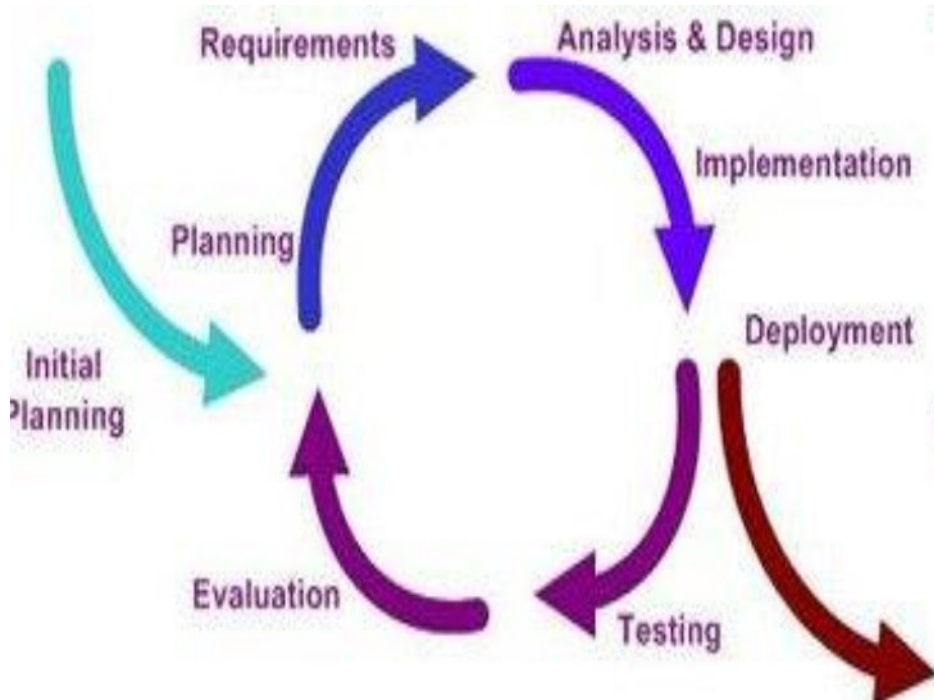 Requirements
Analysis & Design
Implementation
Planning
Deployment
Initial
Planning
Evaluation
Testing